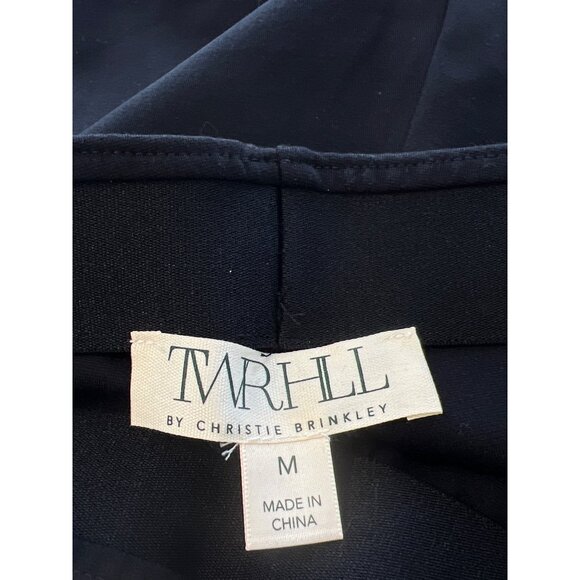 TWRHLL
BY CHRISTIE BRINKLEY
M
MADE IN
CHINA